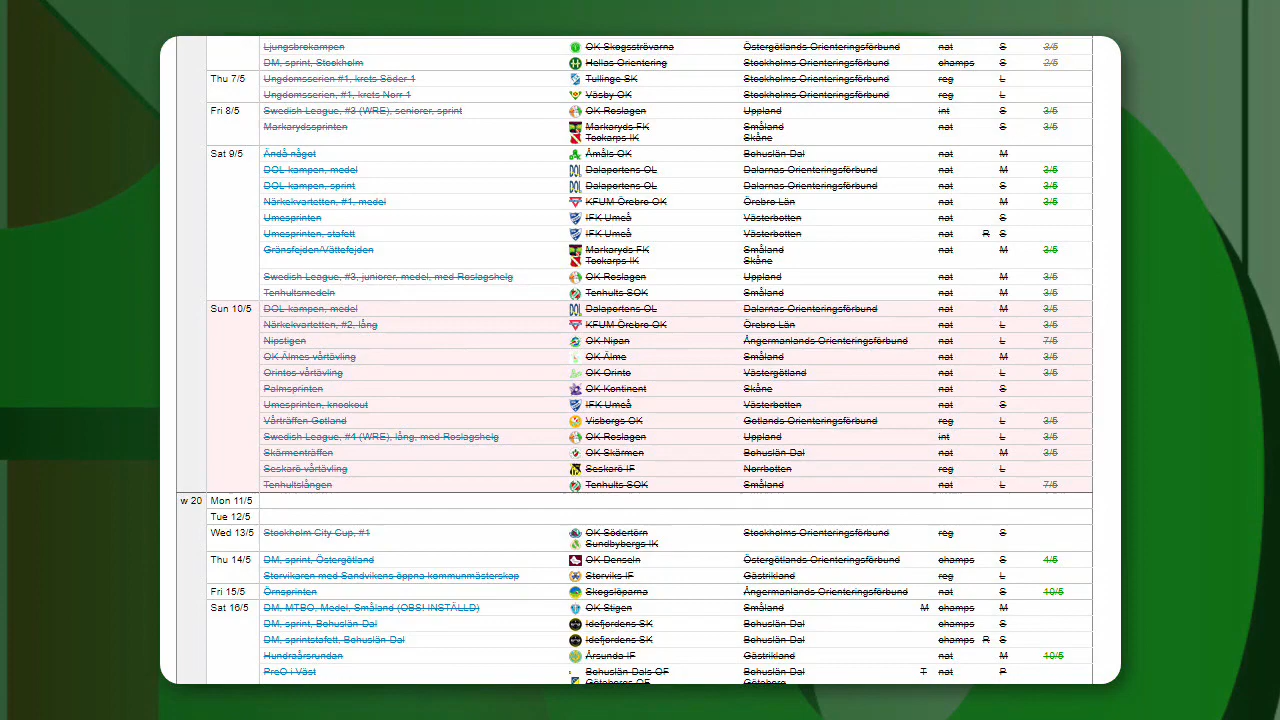 Ljungsbrokampen OK Skogsströvarna Östergötlands Orienteringsförbund nat S 3/5
DM, sprint, Stockholm Hellas Orientering Stockholms Orienteringsförbund champs S 2/5
Thu 7/5 Ungdomsserien #1, krets Söder 1 Tullinge SK Stockholms Orienteringsförbund reg L
Ungdomsserien, #1, krets Norr 1 Väsby OK Stockholms Orienteringsförbund reg L
Fri 8/5 Swedish League, #3 (WRE), seniorer, sprint OK Roslagen Uppland int S 3/5
Markarydssprinten Markaryds FK Småland nat S 3/5
Tockarps IK Skåne
Sat 9/5 Ändå något Åmåls OK Bohuslän-Dal nat M
DOL-kampen, medel Dalaportens OL Dalarnas Orienteringsförbund nat M 3/5
DOL-kampen, sprint Dalaportens OL Dalarnas Orienteringsförbund nat S 3/5
Närkekvartetten, #1, medel KFUM Örebro OK Örebro Län nat M 3/5
Umesprinten IFK Umeå Västerbotten nat S
Umesprinten, stafett IFK Umeå Västerbotten nat R S
Gränsfejden/Vättefejden Markaryds FK Småland nat M 3/5
Tockarps IK Skåne
Swedish League, #3, juniorer, medel, med Roslagshelg OK Roslagen Uppland nat M 3/5
Tenhultsmedeln Tenhults SOK Småland nat M 3/5
Sun 10/5 DOL-kampen, medel Dalaportens OL Dalarnas Orienteringsförbund nat M 3/5
Närkekvartetten, #2, lång KFUM Örebro OK Örebro Län nat L 3/5
Nipstigen OK Nipan Ångermanlands Orienteringsförbund nat L 7/5
OK Älmes vårtävling OK Älme Småland nat M 3/5
Orintos vårtävling OK Orinto Västergötland nat L 3/5
Palmsprinten OK Kontinent Skåne nat S
Umesprinten, knockout IFK Umeå Västerbotten nat S
Vårträffen Gotland Visborgs OK Gotlands Orienteringsförbund reg L 3/5
Swedish League, #4 (WRE), lång, med Roslagshelg OK Roslagen Uppland int L 3/5
Skärmenträffen OK Skärmen Bohuslän-Dal nat M 3/5
Seskarö vårtävling Seskarö IF Norrbotten reg L
Tenhultslången Tenhults SOK Småland nat L 7/5
w 20 Mon 11/5
Tue 12/5
Wed 13/5 Stockholm City Cup, #1 OK Södertörn Stockholms Orienteringsförbund reg S
Sundbybergs IK
Thu 14/5 DM, sprint, Östergötland OK Denseln Östergötlands Orienteringsförbund champs S 4/5
Storvikaren med Sandvikens öppna kommunmästerskap Storviks IF Gästrikland reg L
Fri 15/5 Örnsprinten Skogslöparna Ångermanlands Orienteringsförbund nat S 10/5
Sat 16/5 DM, MTBO, Medel, Småland (OBS! INSTÄLLD) OK Stigen Småland M champs M
DM, sprint, Bohuslän-Dal Idefjordens SK Bohuslän-Dal champs S
DM, sprintstafett, Bohuslän-Dal Idefjordens SK Bohuslän-Dal champs R S
Hundraårsrundan Årsunda IF Gästrikland nat M 10/5
PreO i Väst Bohuslän-Dals OF Bohuslän-Dal T nat P
Göteborgs OF Göteborg